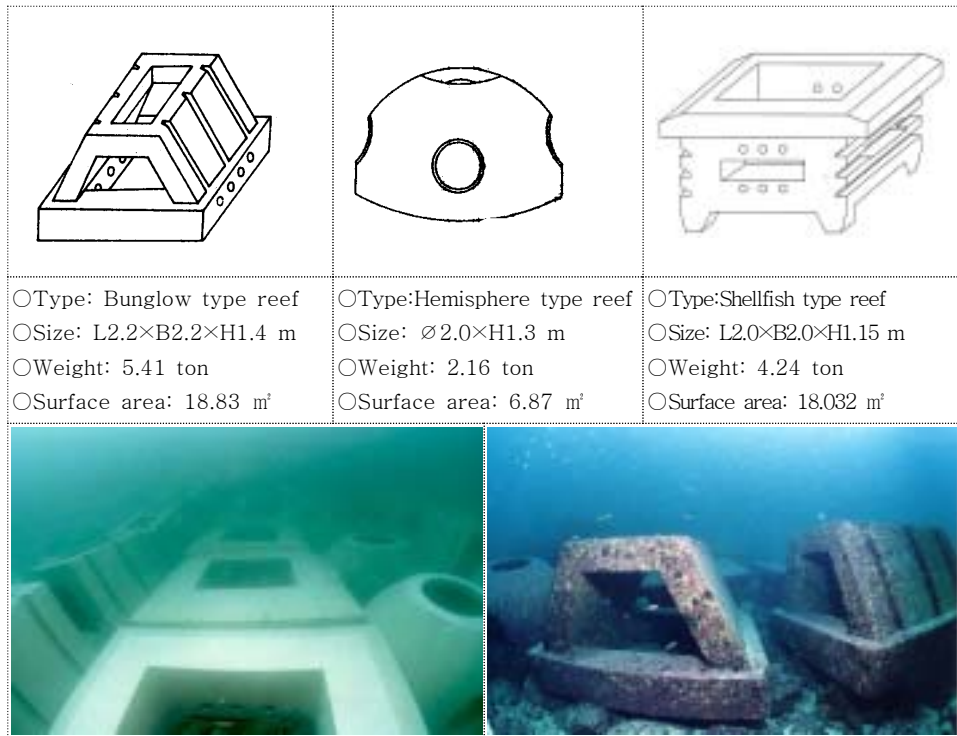 ○Type: Bunglow type reef
○Size: L2.2×B2.2×H1.4 m
○Weight: 5.41 ton
○Surface area: 18.83 ㎡
○Type:Hemisphere type reef
○Size: ∅2.0×H1.3 m
○Weight: 2.16 ton
○Surface area: 6.87 ㎡
○Type:Shellfish type reef
○Size: L2.0×B2.0×H1.15 m
○Weight: 4.24 ton
○Surface area: 18.032 ㎡